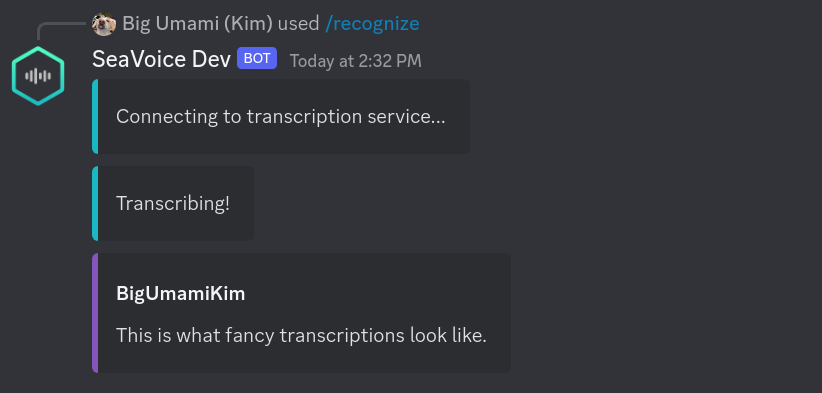 Big Umami (Kim) used /recognize
SeaVoice Dev BOT Today at 2:32 PM
Connecting to transcription service...
Transcribing!
BigUmamiKim
This is what fancy transcriptions look like.